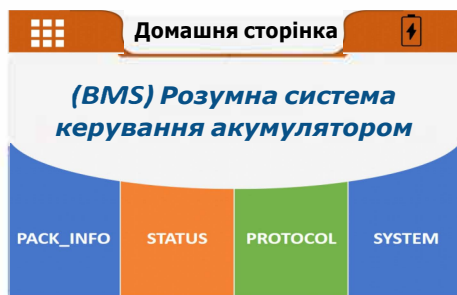 Домашня сторінка
(BMS) Розумна система
керування акумулятором
PACK_INFO STATUS PROTOCOL SYSTEM